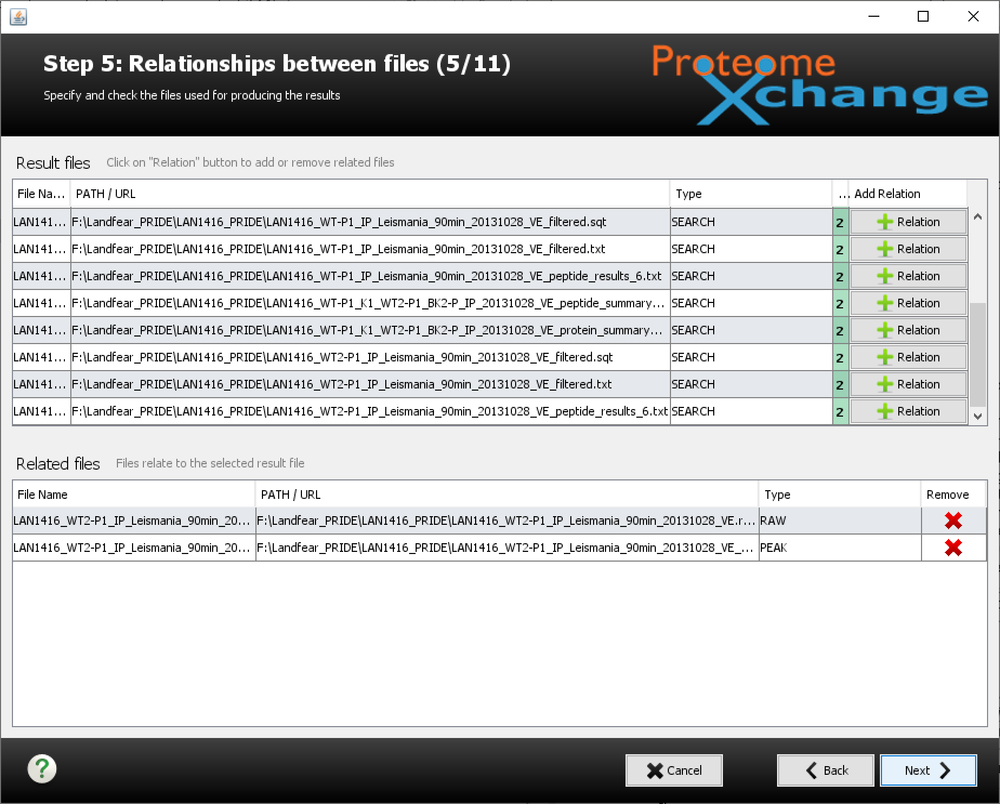 Step 5: Relationships between files (5/11)
Specify and check the files used for producing the results
Proteome
Xchange
Result files Click on "Relation" button to add or remove related files
File Na... PATH / URL Type ... Add Relation
LAN141... F:\Landfear_PRIDE\LAN1416_PRIDE\LAN1416_WT-P1_IP_Leismania_90min_20131028_VE_filtered.sqt SEARCH 2 Relation
LAN141... F:\Landfear_PRIDE\LAN1416_PRIDE\LAN1416_WT-P1_IP_Leismania_90min_20131028_VE_filtered.txt SEARCH 2 Relation
LAN141... F:\Landfear_PRIDE\LAN1416_PRIDE\LAN1416_WT-P1_IP_Leismania_90min_20131028_VE_peptide_results_6.txt SEARCH 2 Relation
LAN141... F:\Landfear_PRIDE\LAN1416_PRIDE\LAN1416_WT-P1_K1_WT2-P1_BK2-P_IP_20131028_VE_peptide_summary... SEARCH 2 Relation
LAN141... F:\Landfear_PRIDE\LAN1416_PRIDE\LAN1416_WT-P1_K1_WT2-P1_BK2-P_IP_20131028_VE_protein_summary... SEARCH 2 Relation
LAN141... F:\Landfear_PRIDE\LAN1416_PRIDE\LAN1416_WT2-P1_IP_Leismania_90min_20131028_VE_filtered.sqt SEARCH 2 Relation
LAN141... F:\Landfear_PRIDE\LAN1416_PRIDE\LAN1416_WT2-P1_IP_Leismania_90min_20131028_VE_filtered.txt SEARCH 2 Relation
LAN141... F:\Landfear_PRIDE\LAN1416_PRIDE\LAN1416_WT2-P1_IP_Leismania_90min_20131028_VE_peptide_results_6.txt SEARCH 2 Relation
Related files Files relate to the selected result file
File Name PATH / URL Type Remove
LAN1416_WT2-P1_IP_Leismania_90min_20... F:\Landfear_PRIDE\LAN1416_PRIDE\LAN1416_WT2-P1_IP_Leismania_90min_20131028_VE.r... RAW
LAN1416_WT2-P1_IP_Leismania_90min_20... F:\Landfear_PRIDE\LAN1416_PRIDE\LAN1416_WT2-P1_IP_Leismania_90min_20131028_VE_... PEAK
? Cancel Back Next